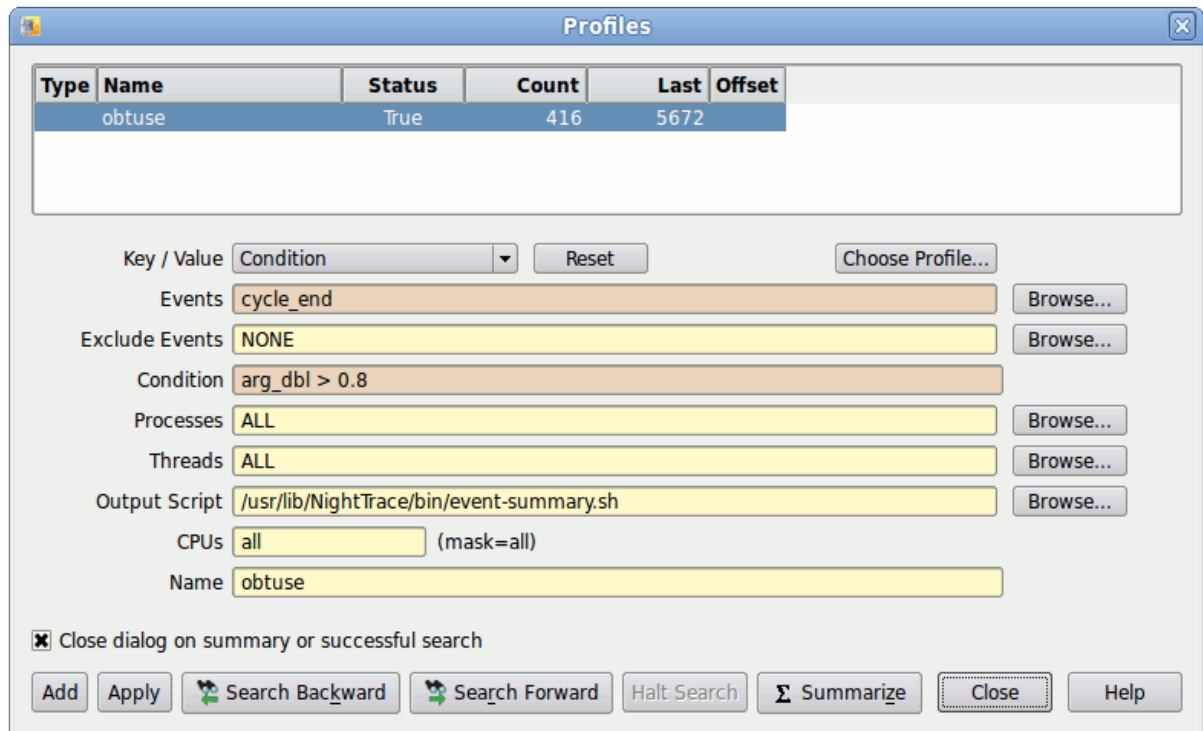 Profiles
Type Name Status Count Last Offset
obtuse True 416 5672
Key / Value Condition Reset Choose Profile...
Events cycle_end Browse...
Exclude Events NONE Browse...
Condition arg_dbl > 0.8
Processes ALL Browse...
Threads ALL Browse...
Output Script /usr/lib/NightTrace/bin/event-summary.sh Browse...
CPUs all (mask=all)
Name obtuse
Close dialog on summary or successful search
Add Apply Search Backward Search Forward Halt Search Σ Summarize Close Help